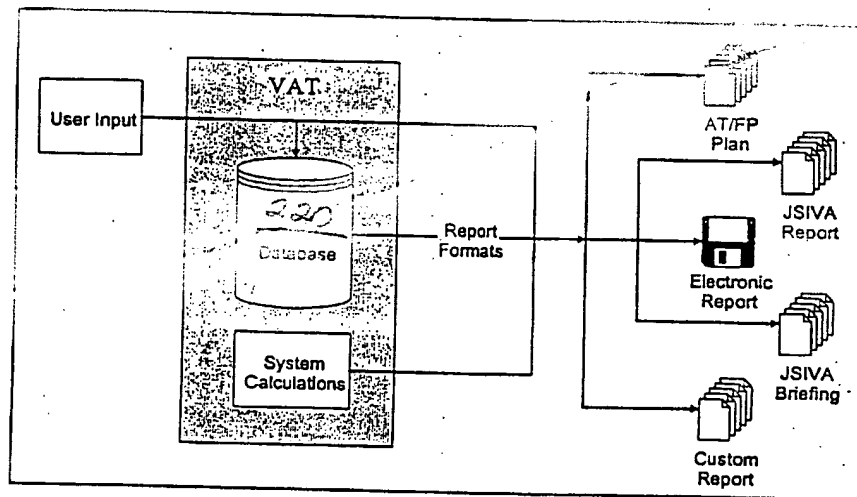 VAT
User Input
220
Database
Report
Formats
System
Calculations
AT/FP
Plan
JSIVA
Report
Electronic
Report
JSIVA
Briefing
Custom
Report